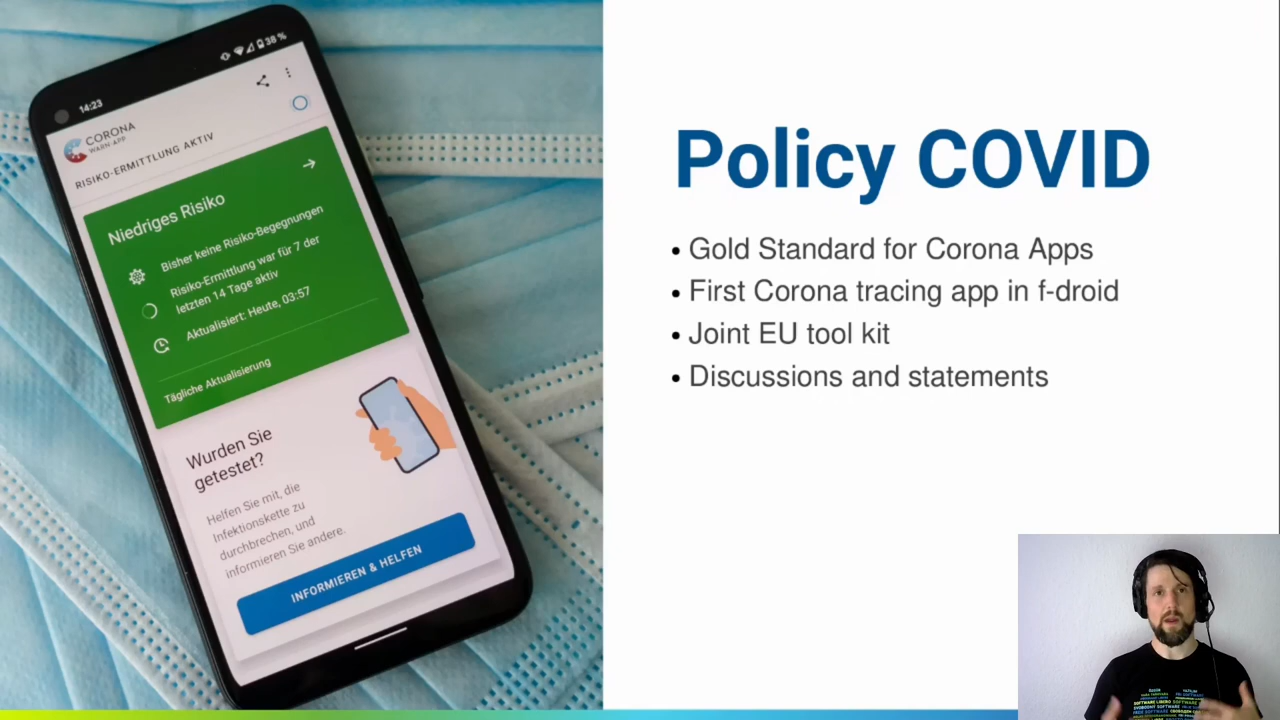 14:23
38 %
CORONA
WARN-APP
RISIKO-ERMITTLUNG AKTIV
Niedriges Risiko
Bisher keine Risiko-Begegnungen
Risiko-Ermittlung war für 7 der
letzten 14 Tage aktiv
Aktualisiert: Heute, 03:57
Tägliche Aktualisierung
Wurden Sie
getestet?
Helfen Sie mit, die
Infektionskette zu
durchbrechen, und
informieren Sie andere.
INFORMIEREN & HELFEN
Policy COVID
• Gold Standard for Corona Apps
• First Corona tracing app in f-droid
• Joint EU tool kit
• Discussions and statements
SOFTWARE LIBERO